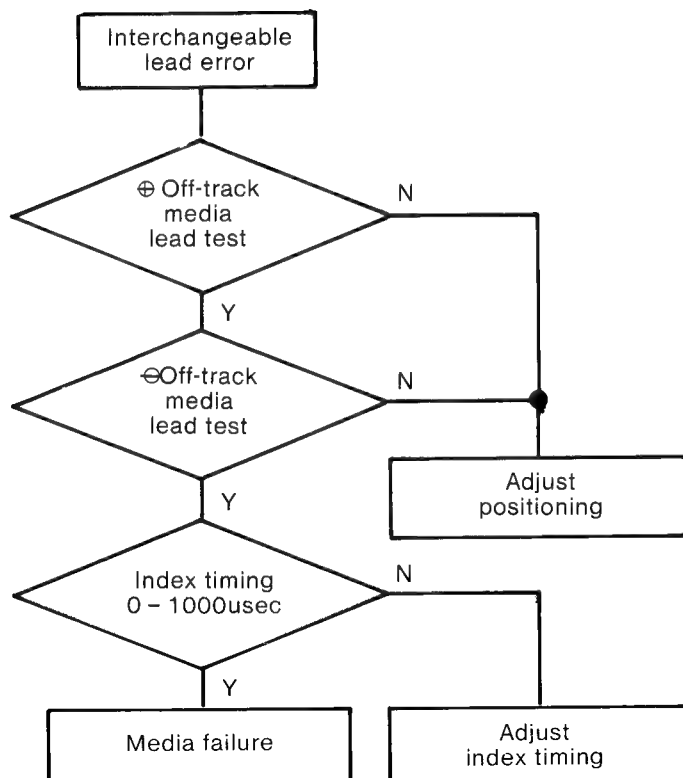 Interchangeable
lead error
⊕ Off-track
media
lead test
N
Y
⊖Off-track
media
lead test
N
Y
Adjust
positioning
Index timing
0 – 1000usec
N
Y
Media failure
Adjust
index timing